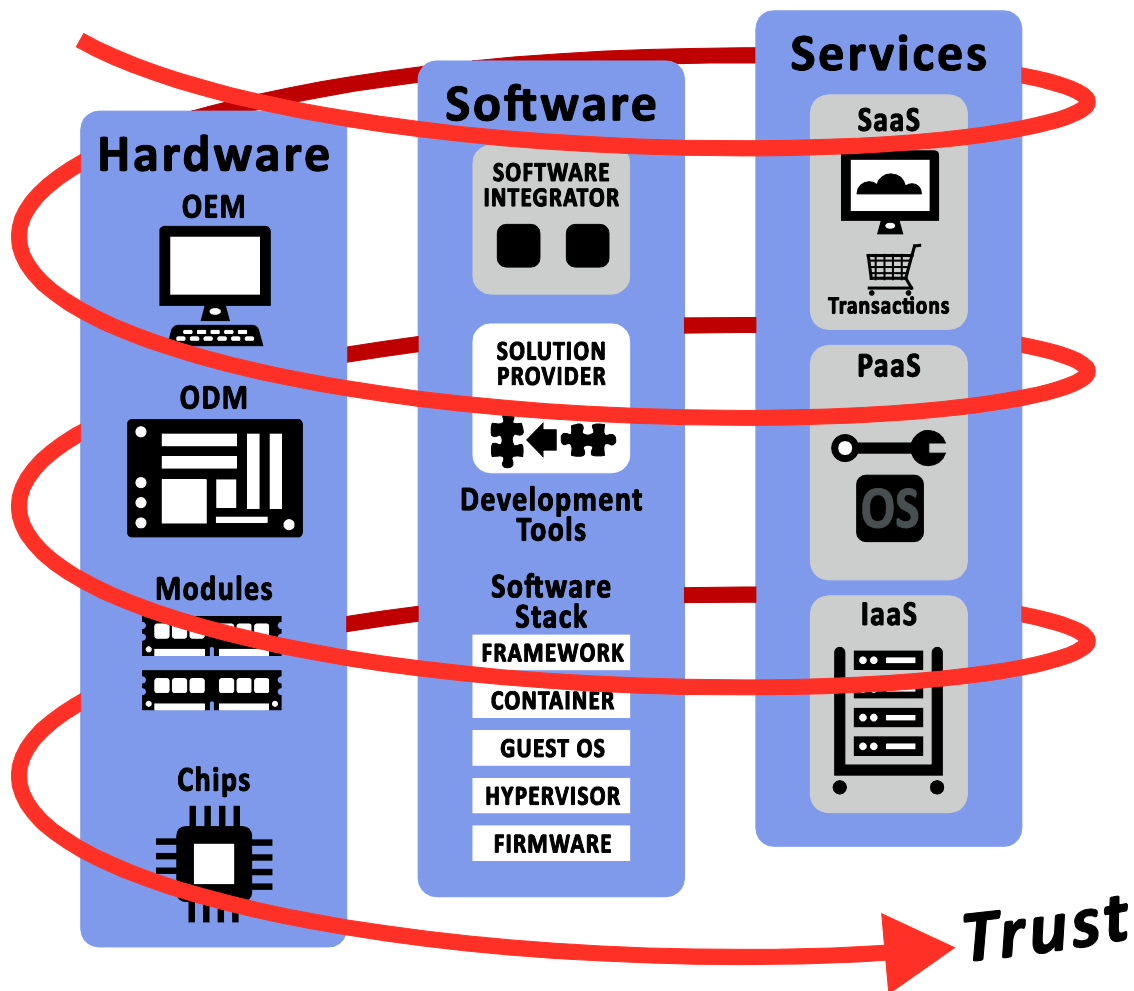 Hardware
OEM
ODM
Modules
Chips
Software
SOFTWARE
INTEGRATOR
SOLUTION
PROVIDER
Development
Tools
Software
Stack
FRAMEWORK
CONTAINER
GUEST OS
HYPERVISOR
FIRMWARE
Services
SaaS
Transactions
PaaS
OS
IaaS
Trust